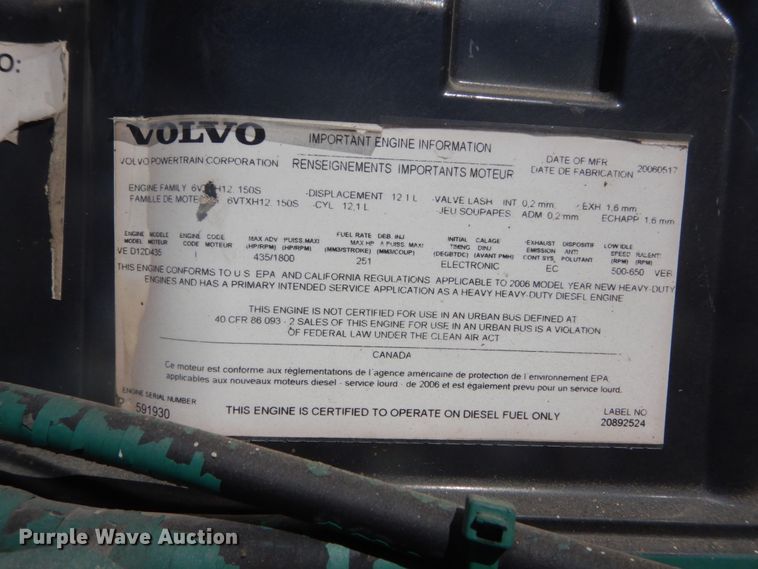 O:
VOLVO IMPORTANT ENGINE INFORMATION
VOLVO POWERTRAIN CORPORATION RENSEIGNEMENTS IMPORTANTS MOTEUR
DATE OF MFR
DATE DE FABRICATION 20060517
ENGINE FAMILY 6VTXH12. 150S DISPLACEMENT 12 1 L VALVE LASH INT 0,2 mm EXH 1,6 mm
FAMILLE DE 6VTXH12. 150S CYL 12,1 L JEU SOUPAPES ADM 0,2 mm ECHAPP 1,6 mm
ENGINE MODELE ENGINE CODE MAX ADV PUISS.MAXI FUEL RATE DEB. INJ INITIAL CALAGE EXHAUST DISPOSITIF LOW IDLE
MODEL MOTEUR CODE MOTEUR (HP/RPM) (HP/RPM) MAX HP A PUISS. MAXI TIMING DINJ EMISSION ANTI SPEED RALENTI
(MM3/STROKE) (MM3/COUP) (DEGBTDC) (AVANT PMH) CONT SYS POLLUTANT (RPM) (RPM)
VE D12D435 435/1800 251 ELECTRONIC EC 500-650 VER
THIS ENGINE CONFORMS TO U S EPA AND CALIFORNIA REGULATIONS APPLICABLE TO 2006 MODEL YEAR NEW HEAVY-DUTY
ENGINES AND HAS A PRIMARY INTENDED SERVICE APPLICATION AS A HEAVY HEAVY-DUTY DIESEL ENGINE
THIS ENGINE IS NOT CERTIFIED FOR USE IN AN URBAN BUS DEFINED AT
40 CFR 86 093 - 2 SALES OF THIS ENGINE FOR USE IN AN URBAN BUS IS A VIOLATION
OF FEDERAL LAW UNDER THE CLEAN AIR ACT
CANADA
Ce moteur est conforme aux réglementations de l'agence américaine de protection de l'environnement EPA
applicables aux nouveaux moteurs diesel - service lourd - de 2006 et est également prevu pour un service lourd.
ENGINE SERIAL NUMBER
591930 THIS ENGINE IS CERTIFIED TO OPERATE ON DIESEL FUEL ONLY
LABEL NO
20892524
Purple Wave Auction